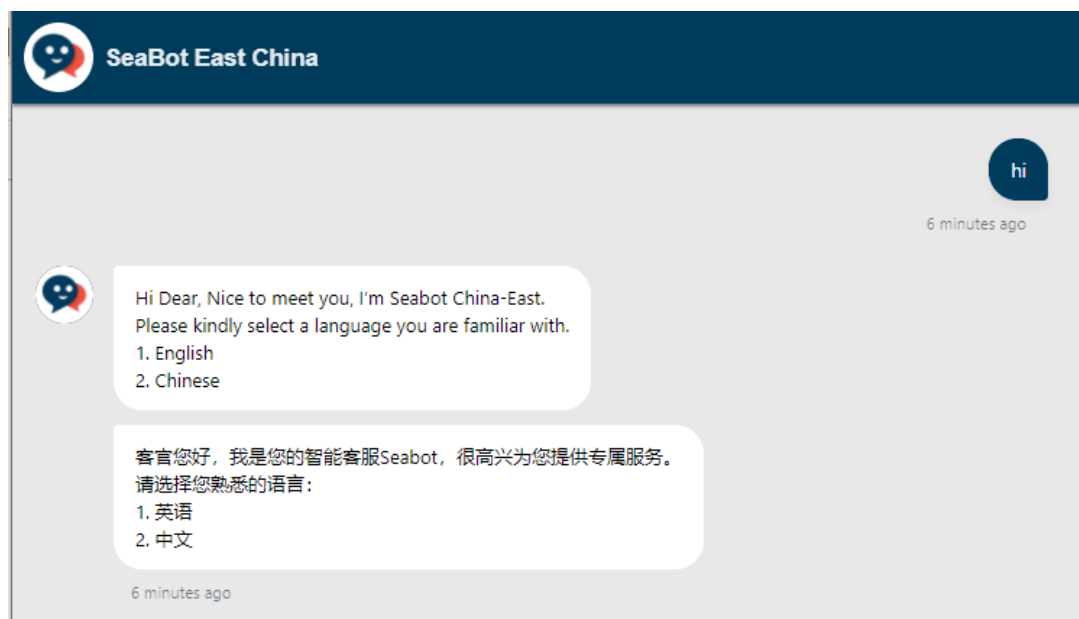 SeaBot East China
hi
6 minutes ago
Hi Dear, Nice to meet you, I'm Seabot China-East.
Please kindly select a language you are familiar with.
1. English
2. Chinese
客官您好，我是您的智能客服Seabot，很高兴为您提供专属服务。
请选择您熟悉的语言：
1. 英语
2. 中文
6 minutes ago